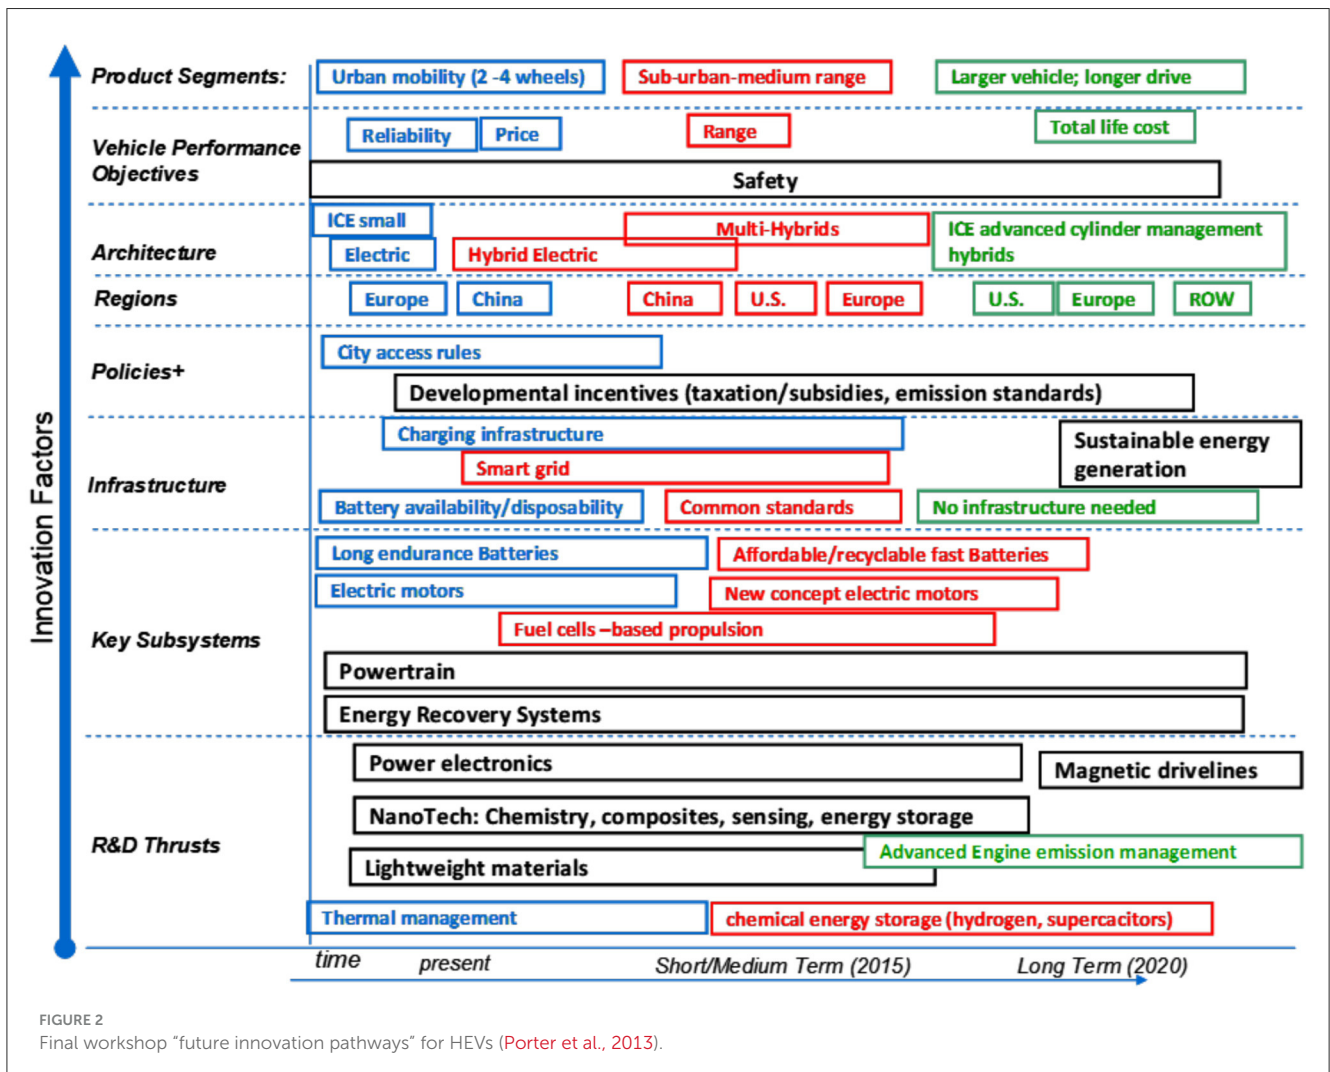 Innovation Factors
Product Segments:
Urban mobility (2 -4 wheels)
Sub-urban-medium range
Larger vehicle; longer drive
Vehicle Performance
Objectives
Reliability
Price
Range
Total life cost
Safety
Architecture
ICE small
Electric
Hybrid Electric
Multi-Hybrids
ICE advanced cylinder management
hybrids
Regions
Europe
China
China
U.S.
Europe
U.S.
Europe
ROW
Policies+
City access rules
Developmental incentives (taxation/subsidies, emission standards)
Infrastructure
Charging infrastructure
Smart grid
Sustainable energy
generation
Battery availability/disposability
Common standards
No infrastructure needed
Key Subsystems
Long endurance Batteries
Affordable/recyclable fast Batteries
Electric motors
New concept electric motors
Fuel cells –based propulsion
Powertrain
Energy Recovery Systems
R&D Thrusts
Power electronics
Magnetic drivelines
NanoTech: Chemistry, composites, sensing, energy storage
Advanced Engine emission management
Lightweight materials
Thermal management
chemical energy storage (hydrogen, supercacitors)
time
present
Short/Medium Term (2015)
Long Term (2020)
FIGURE 2
Final workshop “future innovation pathways” for HEVs (Porter et al., 2013).